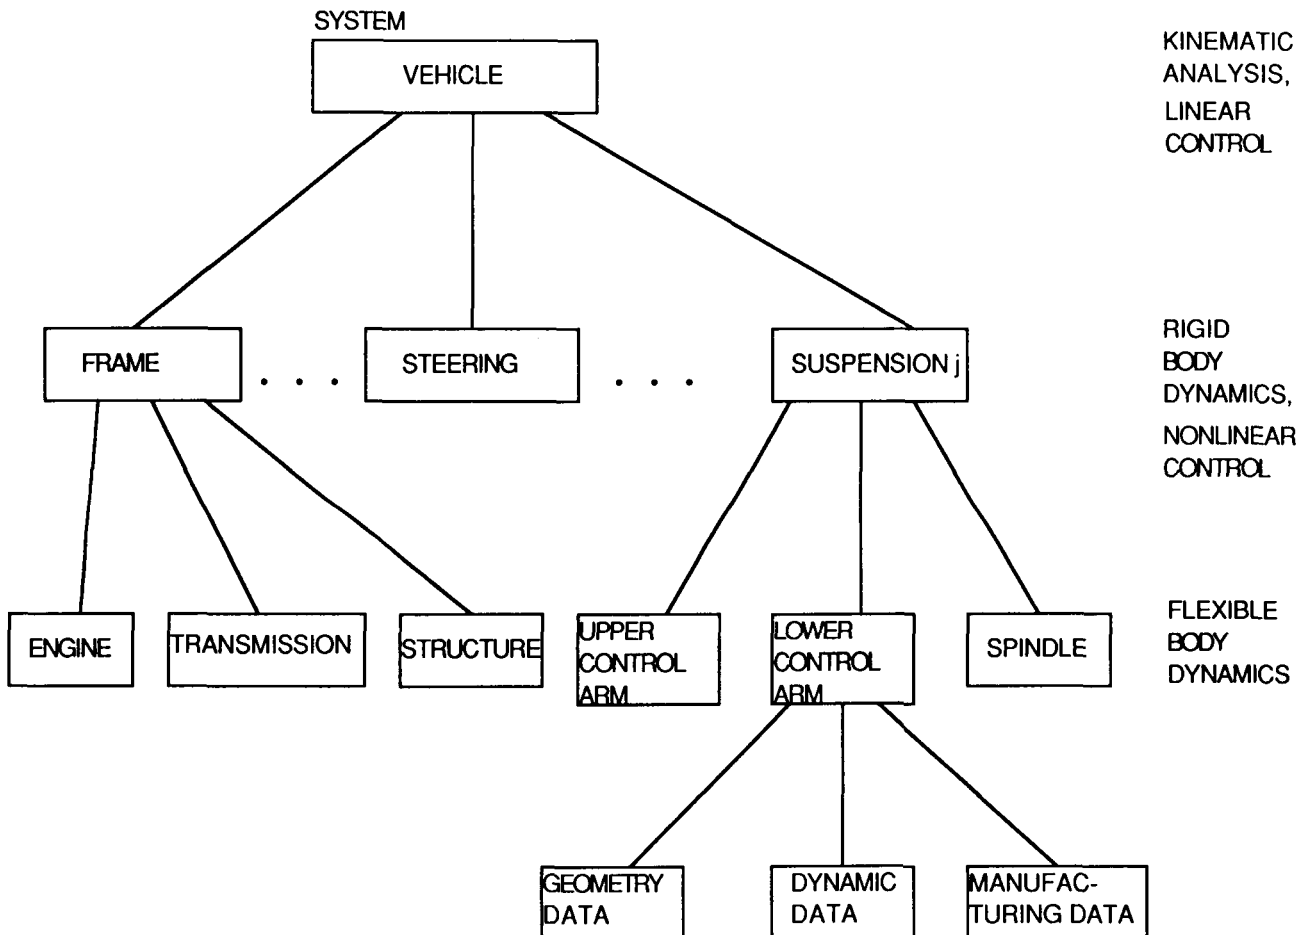 SYSTEM
VEHICLE
KINEMATIC
ANALYSIS,
LINEAR
CONTROL
FRAME
. . .
STEERING
. . .
SUSPENSION j
RIGID
BODY
DYNAMICS,
NONLINEAR
CONTROL
ENGINE
TRANSMISSION
STRUCTURE
UPPER
CONTROL
ARM
LOWER
CONTROL
ARM
SPINDLE
FLEXIBLE
BODY
DYNAMICS
GEOMETRY
DATA
DYNAMIC
DATA
MANUFAC-
TURING DATA